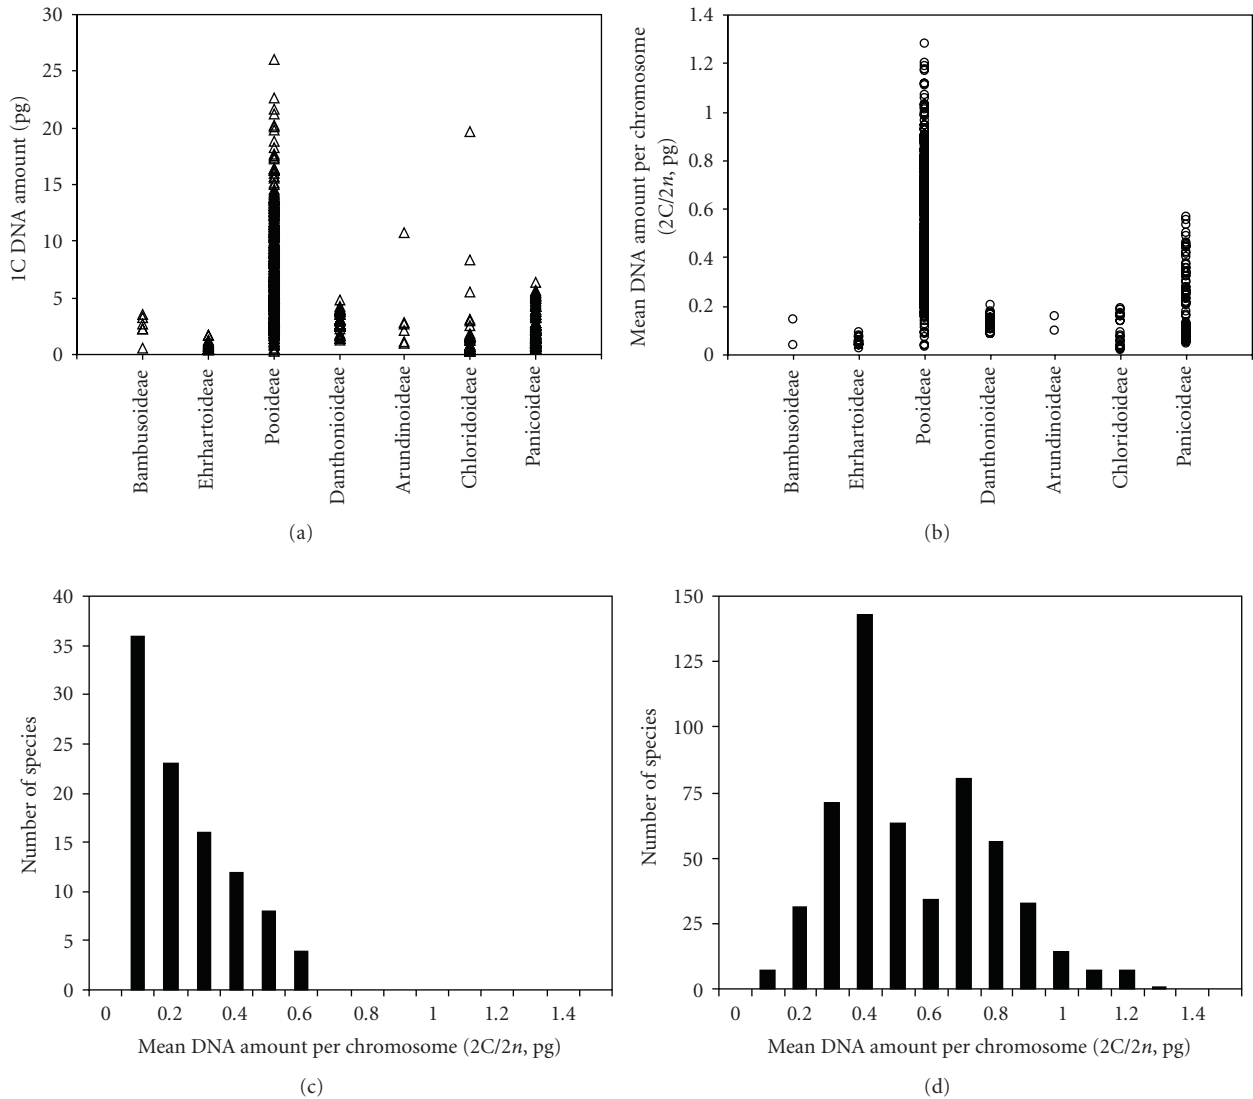 30
25
20
15
10
5
0
1C DNA amount (pg)
Bambusoideae
Ehrhartoideae
Pooideae
Danthonioideae
Arundinoideae
Chloridoideae
Panicoideae
(a)
1.4
1.2
1
0.8
0.6
0.4
0.2
0
Mean DNA amount per chromosome
(2C/2n, pg)
Bambusoideae
Ehrhartoideae
Pooideae
Danthonioideae
Arundinoideae
Chloridoideae
Panicoideae
(b)
40
35
30
25
20
15
10
5
0
Number of species
0 0.2 0.4 0.6 0.8 1 1.2 1.4
Mean DNA amount per chromosome (2C/2n, pg)
(c)
150
125
100
75
50
25
0
Number of species
0 0.2 0.4 0.6 0.8 1 1.2 1.4
Mean DNA amount per chromosome (2C/2n, pg)
(d)